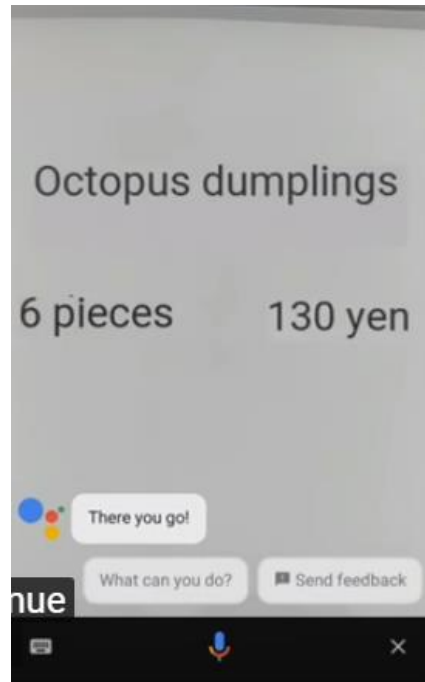 Octopus dumplings
6 pieces 130 yen
There you go!
What can you do? Send feedback
nue